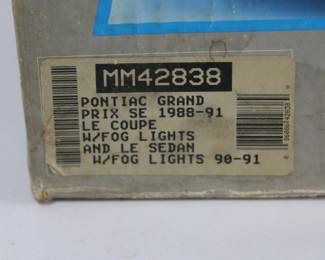 MM42838
PONTIAC GRAND
PRIX SE 1988-91
LE COUPE
W/FOG LIGHTS
AND LE SEDAN
W/FOG LIGHTS 90-91